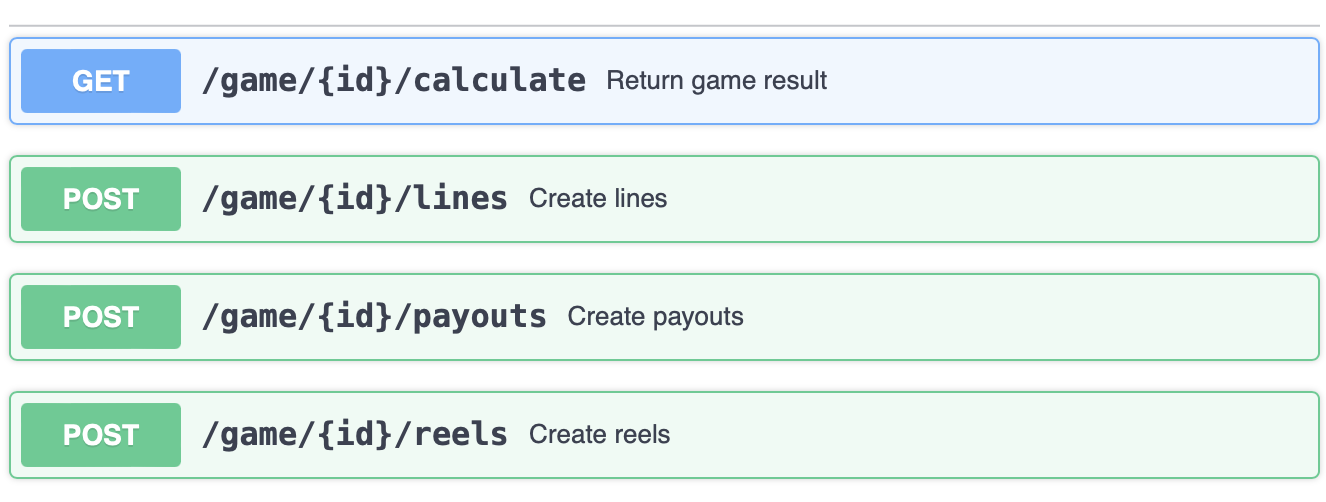 GET /game/{id}/calculate Return game result
POST /game/{id}/lines Create lines
POST /game/{id}/payouts Create payouts
POST /game/{id}/reels Create reels